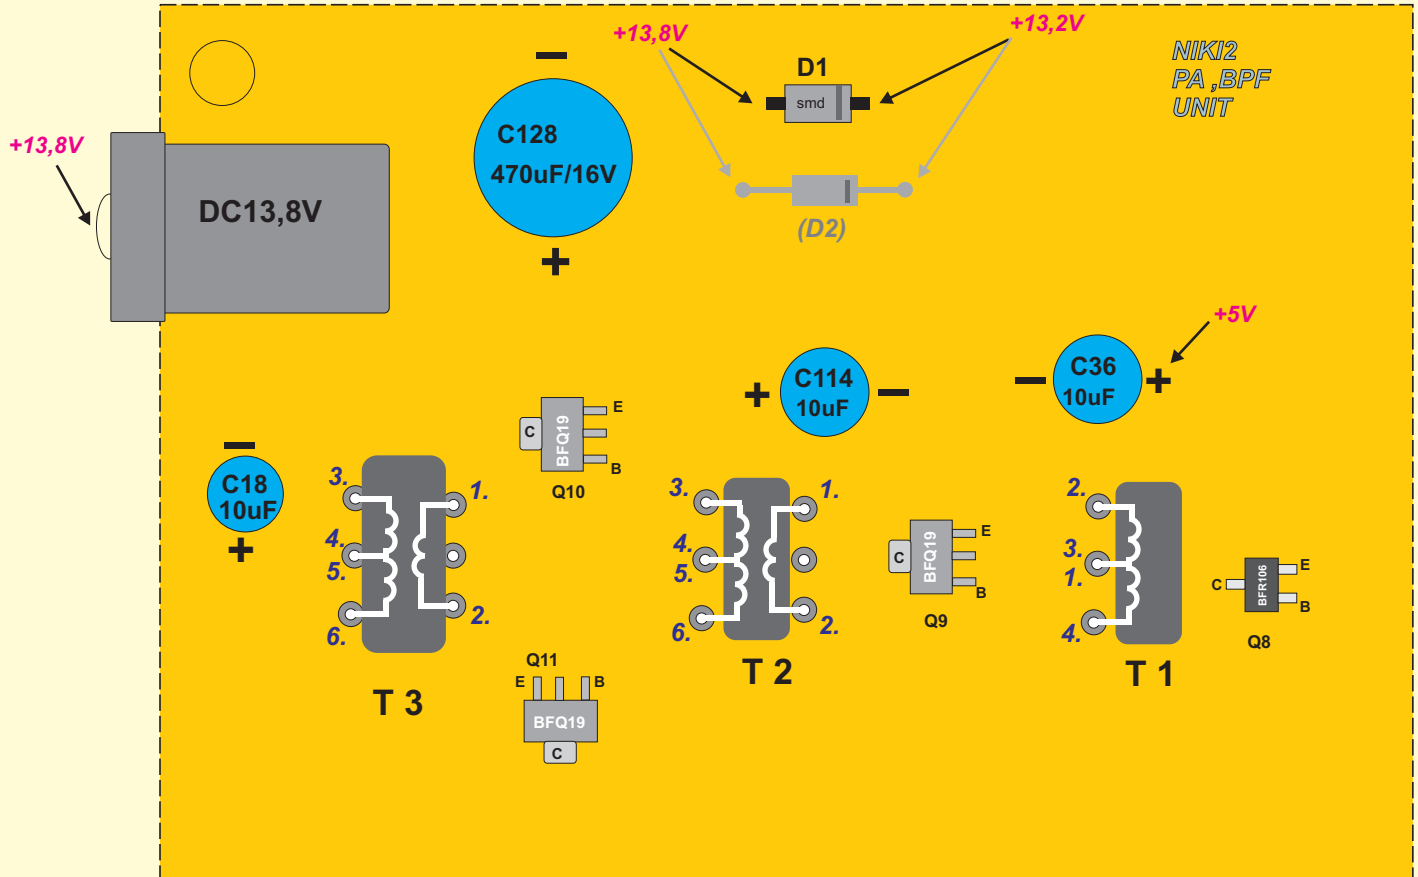 +13,8V
+13,2V
NIKI2
PA ,BPF
UNIT
D1
smd
(D2)
+13,8V
DC13,8V
C128
470uF/16V
+
+5V
C114
10uF
+
C36
10uF
+
C18
10uF
+
BFQ19
C
E
B
Q10
3.
4.
5.
6.
1.
2.
T 3
Q11
E
B
BFQ19
C
3.
4.
5.
6.
1.
2.
T 2
BFQ19
C
E
B
Q9
2.
3.
1.
4.
T 1
C
BFR106
E
B
Q8